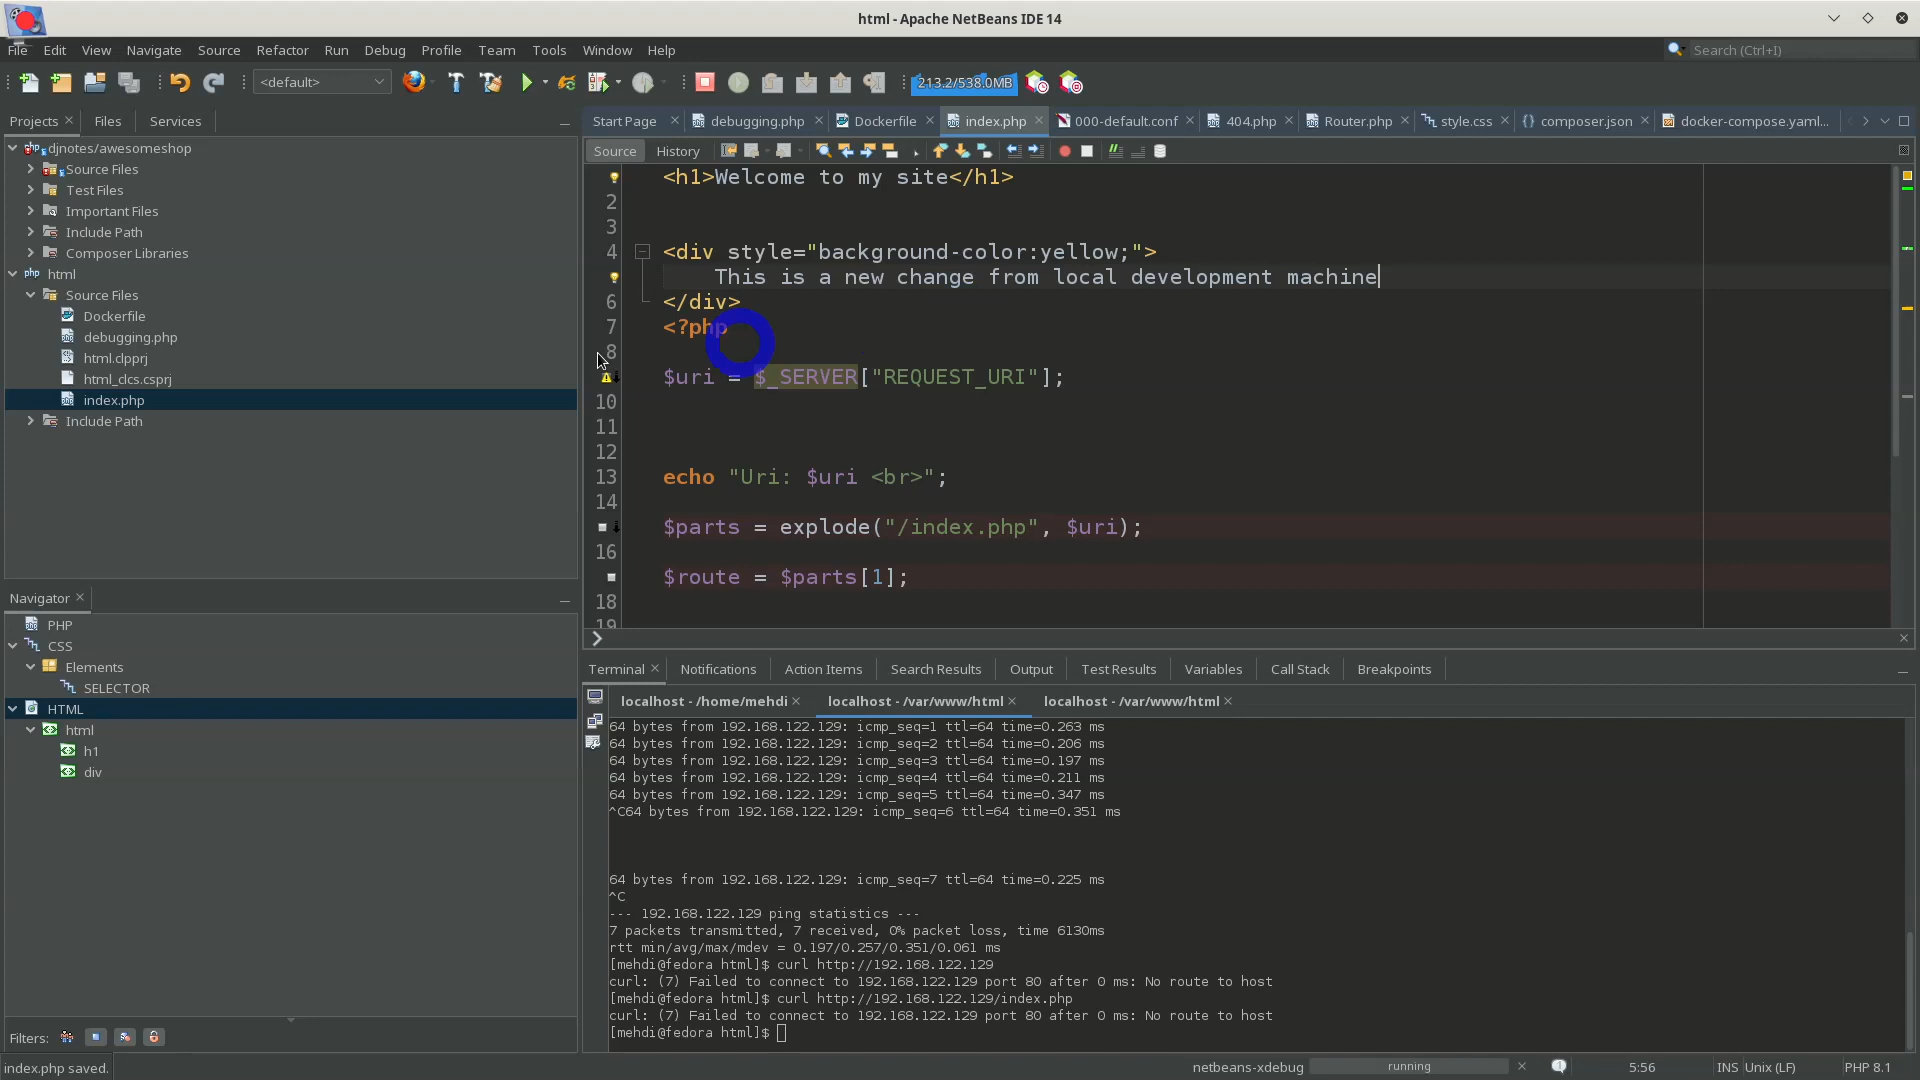 html - Apache NetBeans IDE 14
File Edit View Navigate Source Refactor Run Debug Profile Team Tools Window Help
Search (Ctrl+I)
<default>
213.2/538.0MB
Projects Files Services
Start Page debugging.php Dockerfile index.php 000-default.conf 404.php Router.php style.css composer.json docker-compose.yaml...
djnotes/awesomeshop
Source Files
Test Files
Important Files
Include Path
Composer Libraries
html
Source Files
Dockerfile
debugging.php
html.clpprj
html_clcs.csprj
index.php
Include Path
Source History
<h1>Welcome to my site</h1>
2
3
4 <div style="background-color:yellow;">
This is a new change from local development machine
6 </div>
7 <?php
8
$uri = $_SERVER["REQUEST_URI"];
10
11
12
13 echo "Uri: $uri <br>";
14
$parts = explode("/index.php", $uri);
16
$route = $parts[1];
18
19
Navigator
PHP
CSS
Elements
SELECTOR
HTML
html
h1
div
Filters:
Terminal Notifications Action Items Search Results Output Test Results Variables Call Stack Breakpoints
localhost - /home/mehdi localhost - /var/www/html localhost - /var/www/html
64 bytes from 192.168.122.129: icmp_seq=1 ttl=64 time=0.263 ms
64 bytes from 192.168.122.129: icmp_seq=2 ttl=64 time=0.206 ms
64 bytes from 192.168.122.129: icmp_seq=3 ttl=64 time=0.197 ms
64 bytes from 192.168.122.129: icmp_seq=4 ttl=64 time=0.211 ms
64 bytes from 192.168.122.129: icmp_seq=5 ttl=64 time=0.347 ms
^C64 bytes from 192.168.122.129: icmp_seq=6 ttl=64 time=0.351 ms
64 bytes from 192.168.122.129: icmp_seq=7 ttl=64 time=0.225 ms
^C
--- 192.168.122.129 ping statistics ---
7 packets transmitted, 7 received, 0% packet loss, time 6130ms
rtt min/avg/max/mdev = 0.197/0.257/0.351/0.061 ms
[mehdi@fedora html]$ curl http://192.168.122.129
curl: (7) Failed to connect to 192.168.122.129 port 80 after 0 ms: No route to host
[mehdi@fedora html]$ curl http://192.168.122.129/index.php
curl: (7) Failed to connect to 192.168.122.129 port 80 after 0 ms: No route to host
[mehdi@fedora html]$
index.php saved.
netbeans-xdebug running 5:56 INS Unix (LF) PHP 8.1